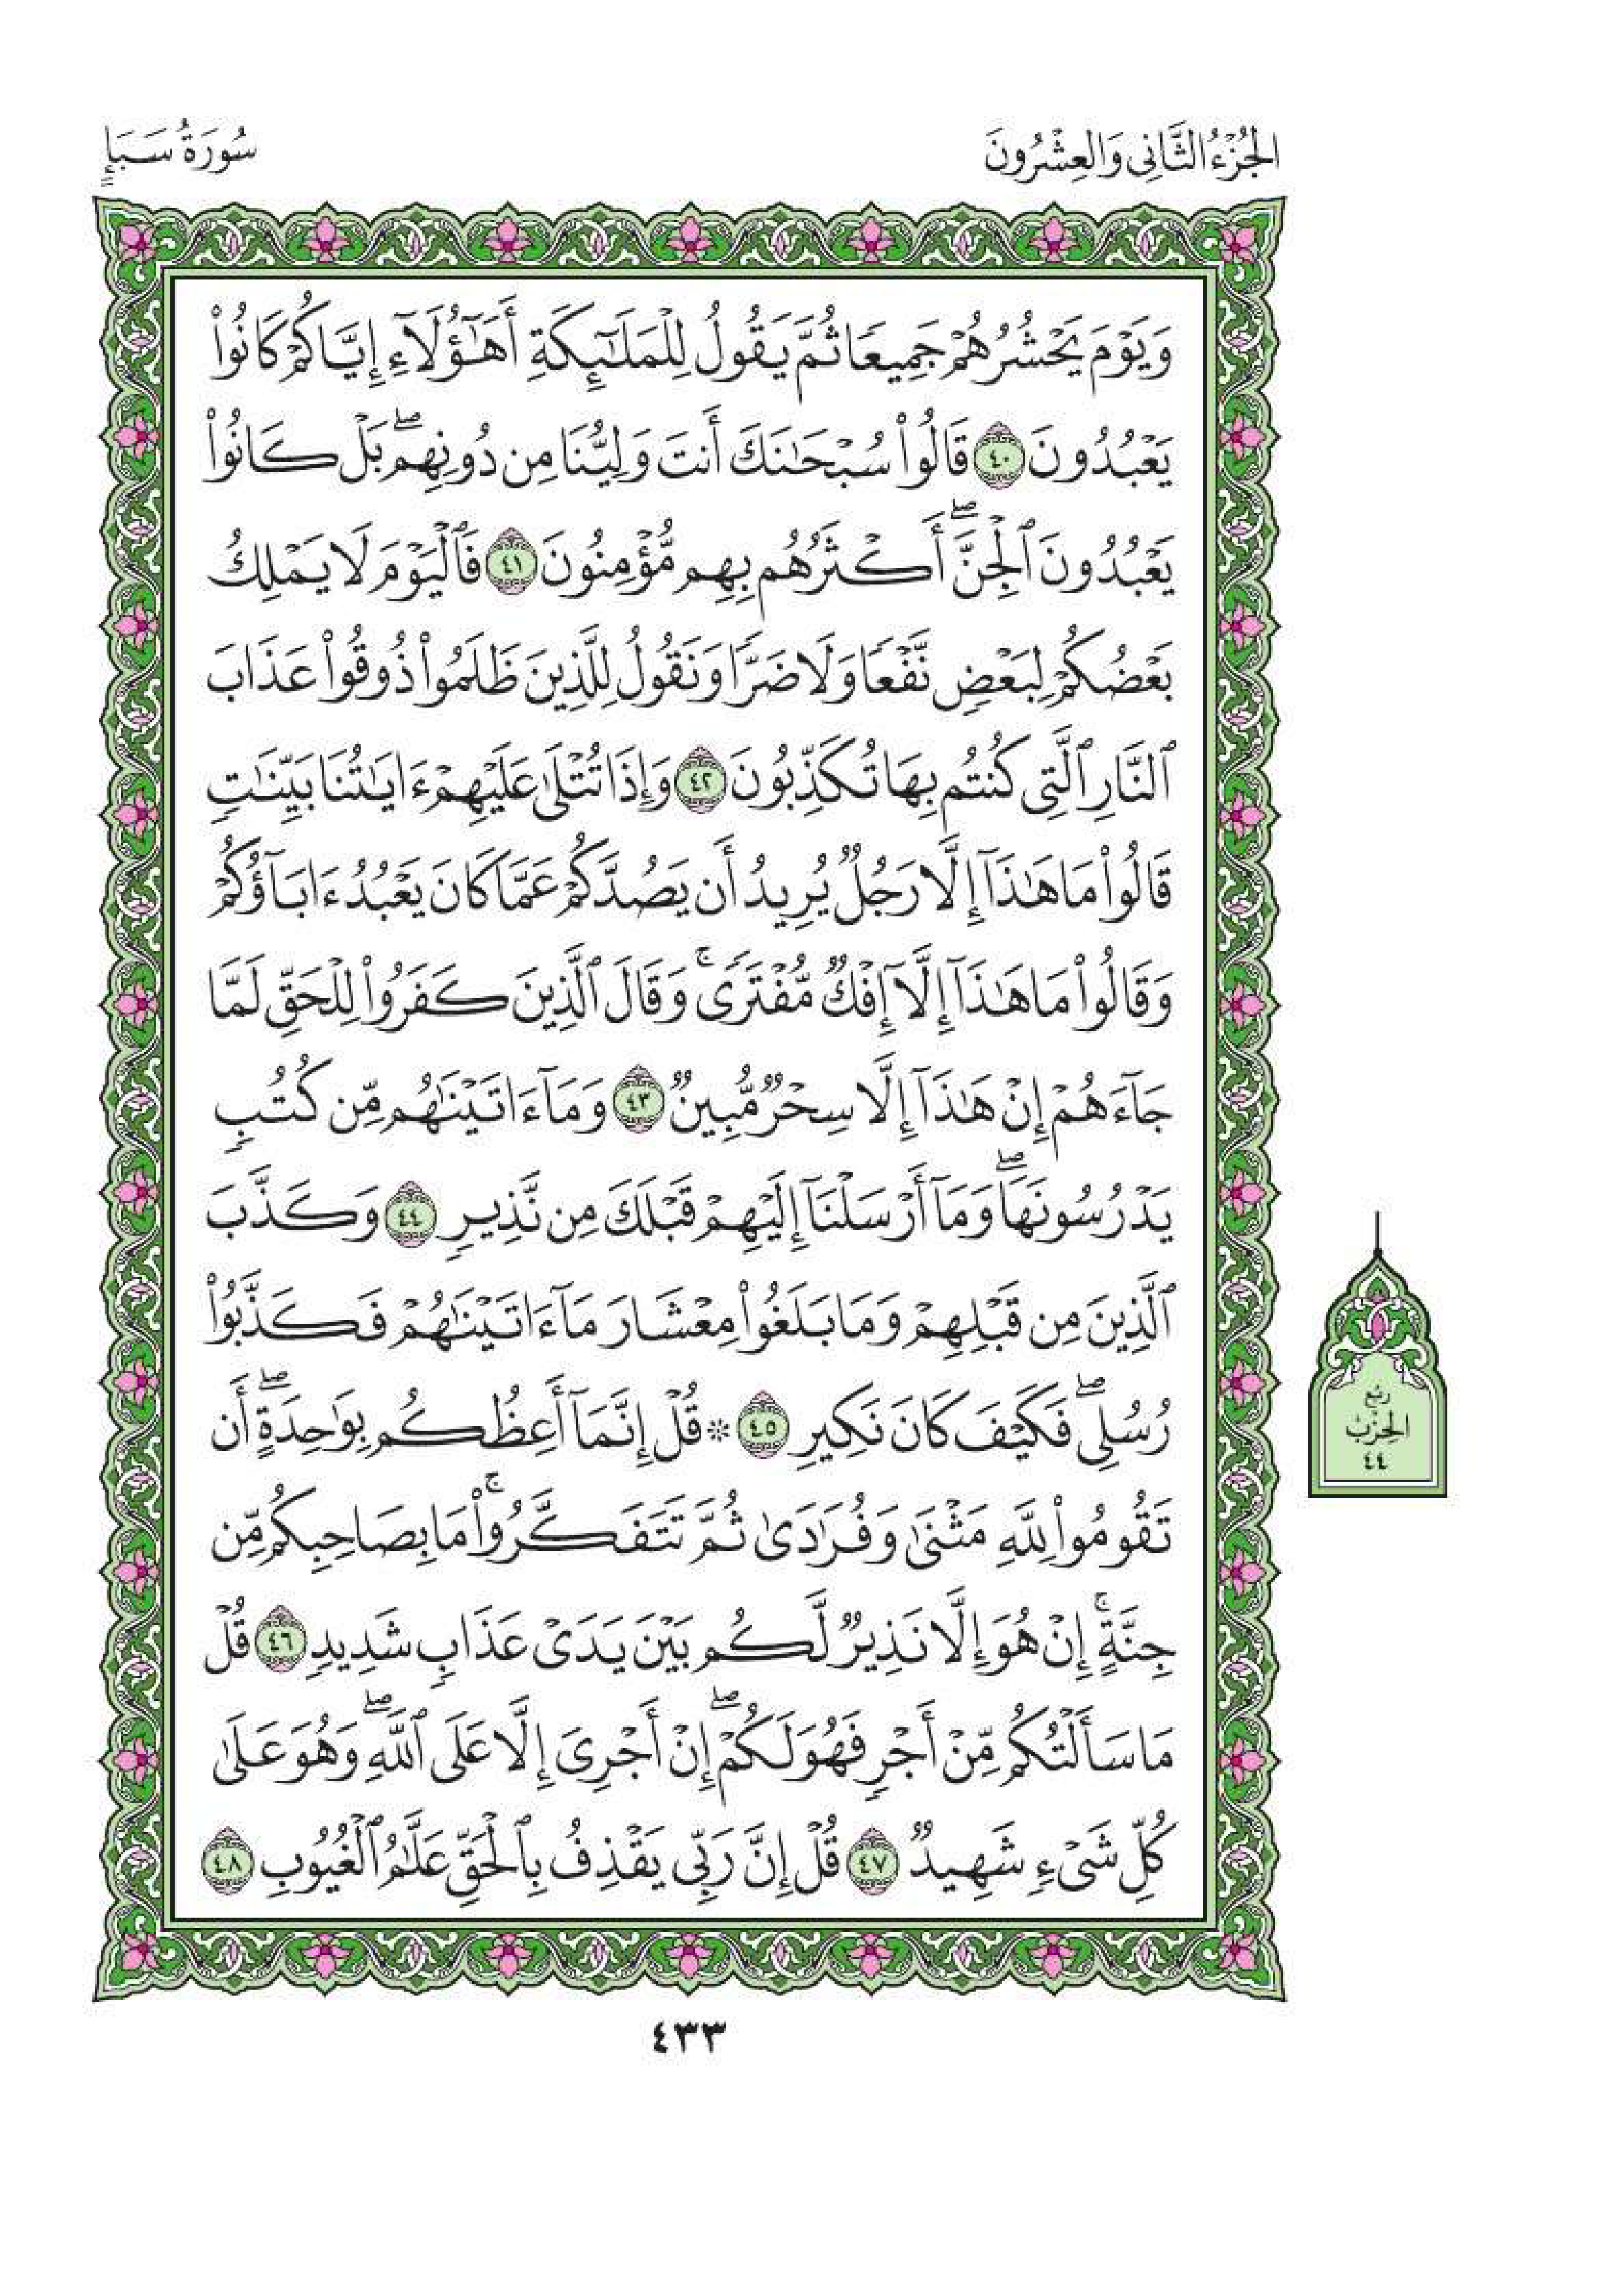 الجُزْءُ الثَّانِي وَالعِشْرُونَ
سُورَةُ سَبَإٍ
وَيَوْمَ يَحْشُرُهُمْ جَمِيعًا ثُمَّ يَقُولُ لِلْمَلَٰٓئِكَةِ أَهَٰٓؤُلَآءِ إِيَّاكُمْ كَانُوا۟
يَعْبُدُونَ ٤٠ قَالُوا۟ سُبْحَٰنَكَ أَنتَ وَلِيُّنَا مِن دُونِهِم ۖ بَلْ كَانُوا۟
يَعْبُدُونَ ٱلْجِنَّ ۖ أَكْثَرُهُم بِهِم مُّؤْمِنُونَ ٤١ فَٱلْيَوْمَ لَا يَمْلِكُ
بَعْضُكُمْ لِبَعْضٍ نَّفْعًا وَلَا ضَرًّا وَنَقُولُ لِلَّذِينَ ظَلَمُوا۟ ذُوقُوا۟ عَذَابَ
ٱلنَّارِ ٱلَّتِى كُنتُم بِهَا تُكَذِّبُونَ ٤٢ وَإِذَا تُتْلَىٰ عَلَيْهِمْ ءَايَٰتُنَا بَيِّنَٰتٍ
قَالُوا۟ مَا هَٰذَآ إِلَّا رَجُلٌ يُرِيدُ أَن يَصُدَّكُمْ عَمَّا كَانَ يَعْبُدُ ءَابَآؤُكُمْ
وَقَالُوا۟ مَا هَٰذَآ إِلَّآ إِفْكٌ مُّفْتَرًى ۚ وَقَالَ ٱلَّذِينَ كَفَرُوا۟ لِلْحَقِّ لَمَّا
جَآءَهُمْ إِنْ هَٰذَآ إِلَّا سِحْرٌ مُّبِينٌ ٤٣ وَمَآ ءَاتَيْنَٰهُم مِّن كُتُبٍ
يَدْرُسُونَهَا ۖ وَمَآ أَرْسَلْنَآ إِلَيْهِمْ قَبْلَكَ مِن نَّذِيرٍ ٤٤ وَكَذَّبَ
ٱلَّذِينَ مِن قَبْلِهِمْ وَمَا بَلَغُوا۟ مِعْشَارَ مَآ ءَاتَيْنَٰهُمْ فَكَذَّبُوا۟
رُسُلِى ۖ فَكَيْفَ كَانَ نَكِيرِ ٤٥ ۞ قُلْ إِنَّمَآ أَعِظُكُم بِوَٰحِدَةٍ ۖ أَن
تَقُومُوا۟ لِلَّهِ مَثْنَىٰ وَفُرَٰدَىٰ ثُمَّ تَتَفَكَّرُوا۟ ۚ مَا بِصَاحِبِكُم مِّن
جِنَّةٍ ۚ إِنْ هُوَ إِلَّا نَذِيرٌ لَّكُم بَيْنَ يَدَىْ عَذَابٍ شَدِيدٍ ٤٦ قُلْ
مَا سَأَلْتُكُم مِّنْ أَجْرٍ فَهُوَ لَكُمْ ۖ إِنْ أَجْرِىَ إِلَّا عَلَى ٱللَّهِ ۖ وَهُوَ عَلَىٰ
كُلِّ شَىْءٍ شَهِيدٌ ٤٧ قُلْ إِنَّ رَبِّى يَقْذِفُ بِٱلْحَقِّ عَلَّٰمُ ٱلْغُيُوبِ ٤٨
رُبع
الحِزْب
٤٤
٤٣٣